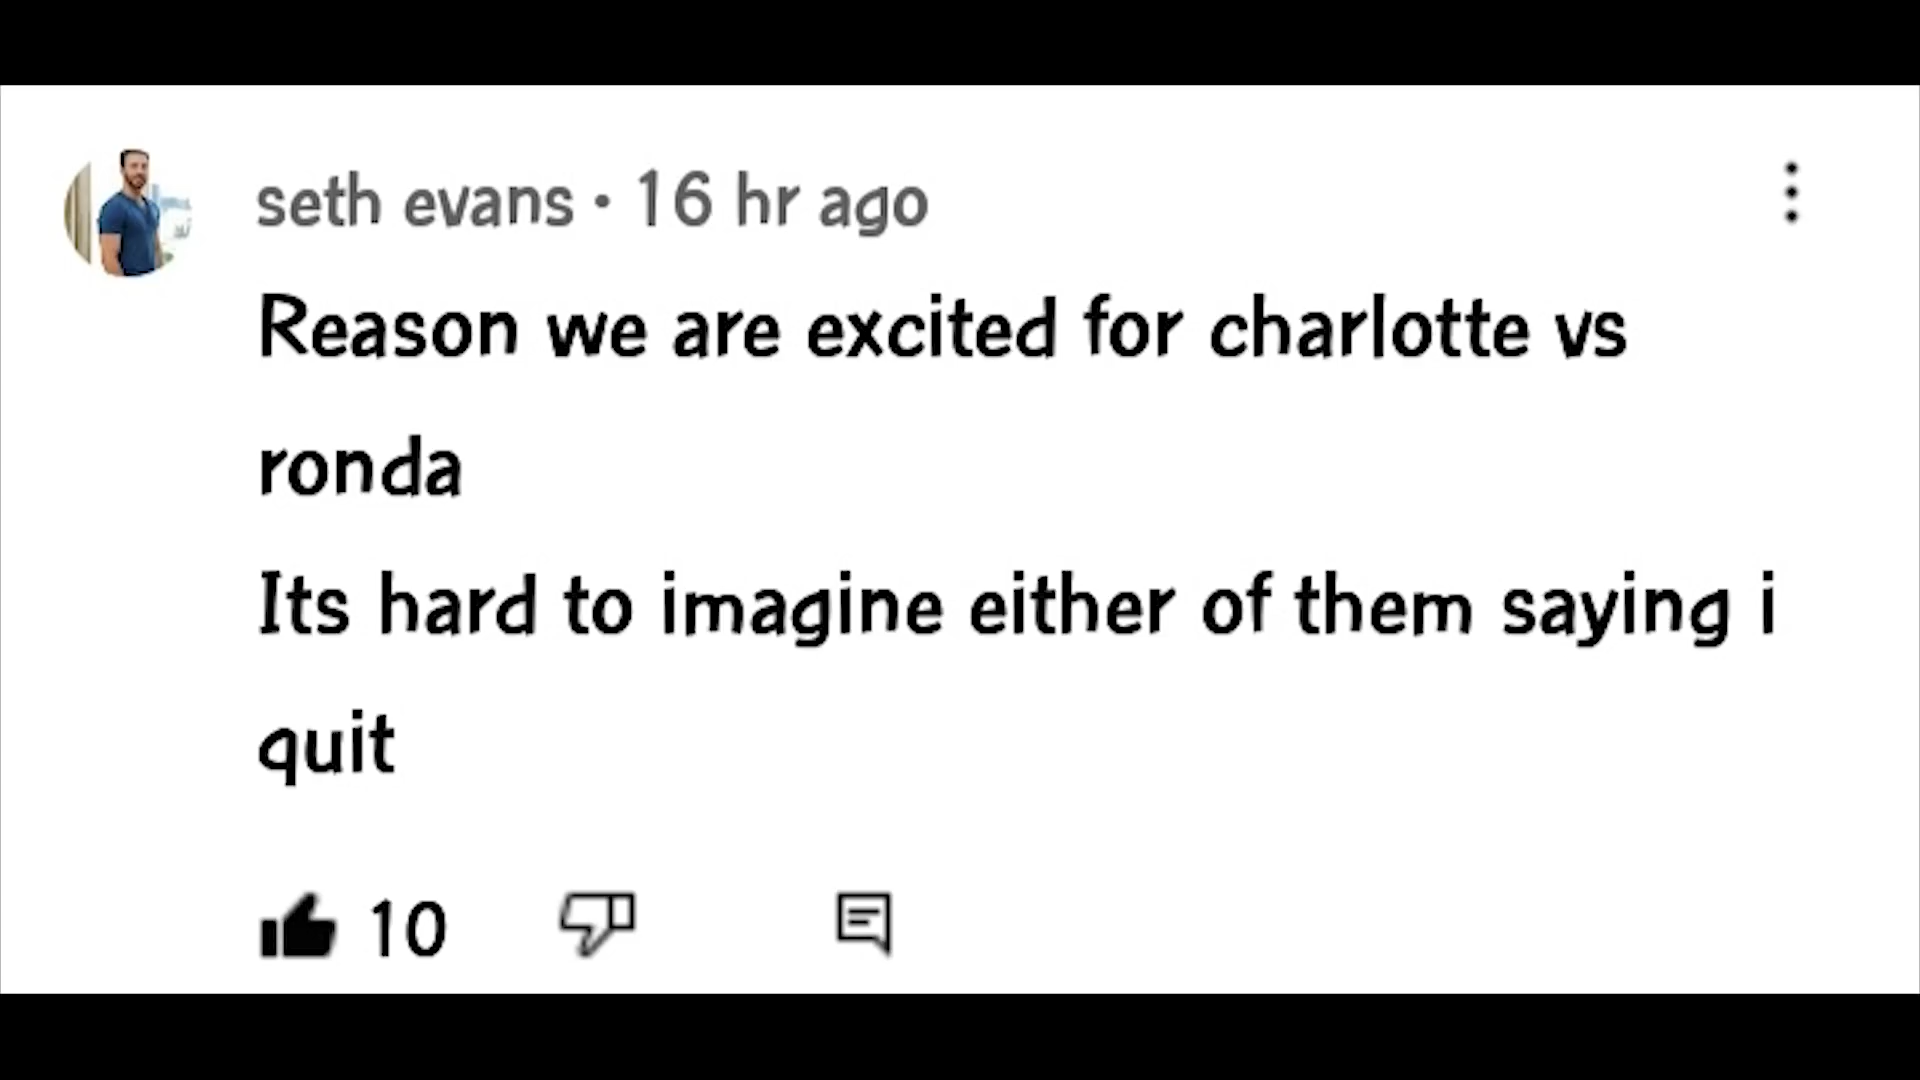 seth evans • 16 hr ago
Reason we are excited for charlotte vs
ronda
Its hard to imagine either of them saying i
quit
10